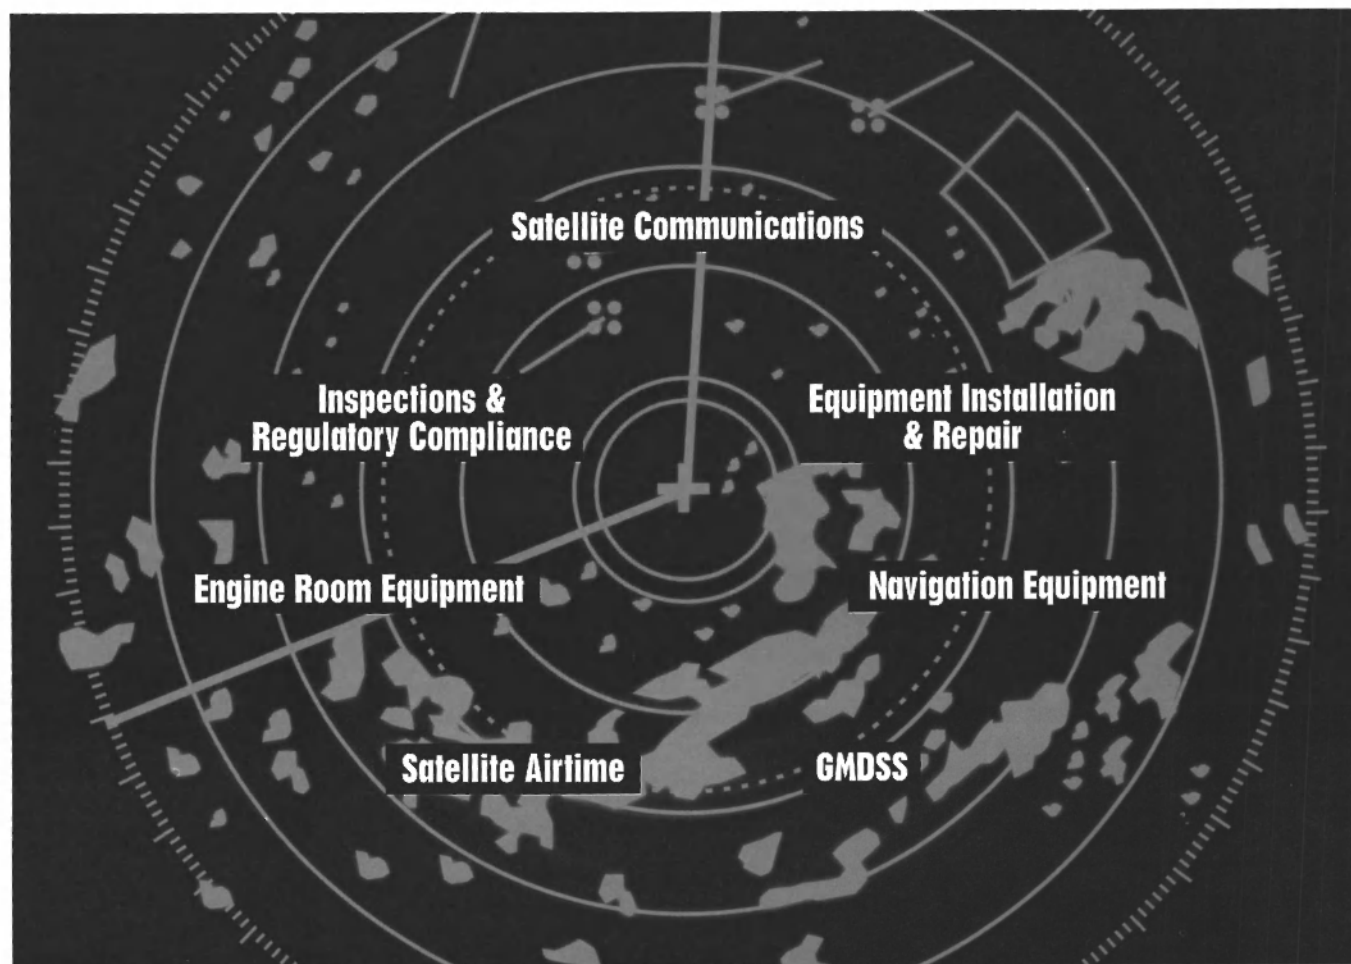 Satellite Communications
Inspections &
Regulatory Compliance
Equipment Installation
& Repair
Engine Room Equipment
Navigation Equipment
Satellite Airtime
GMDSS